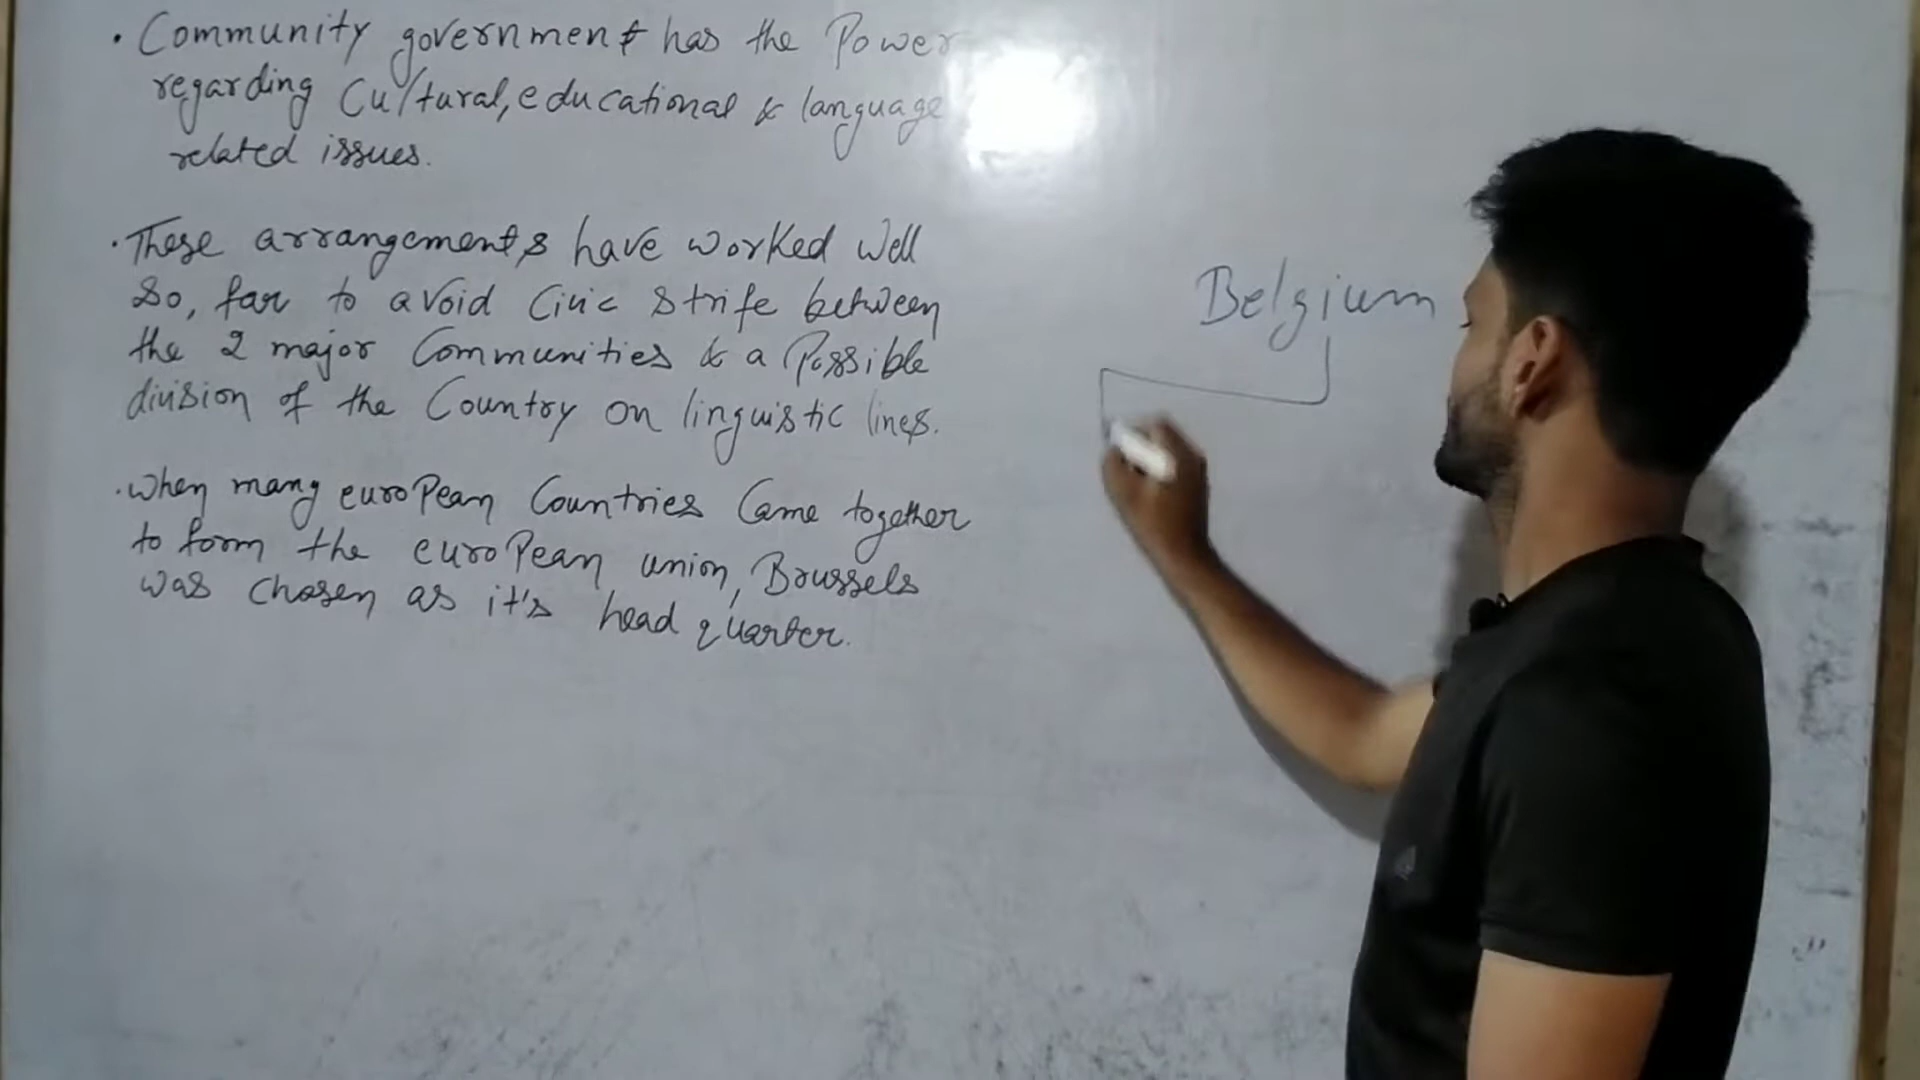 • Community government has the Power
regarding Cultural, educational & language
related issues.
• These arrangements have worked well
so, far to avoid Civic strife between
the 2 major Communities & a Possible
division of the Country on linguistic lines.
• When many euroPean Countries Came together
to form the euroPean union, Brussels
was chosen as it's head quarter.
Belgium